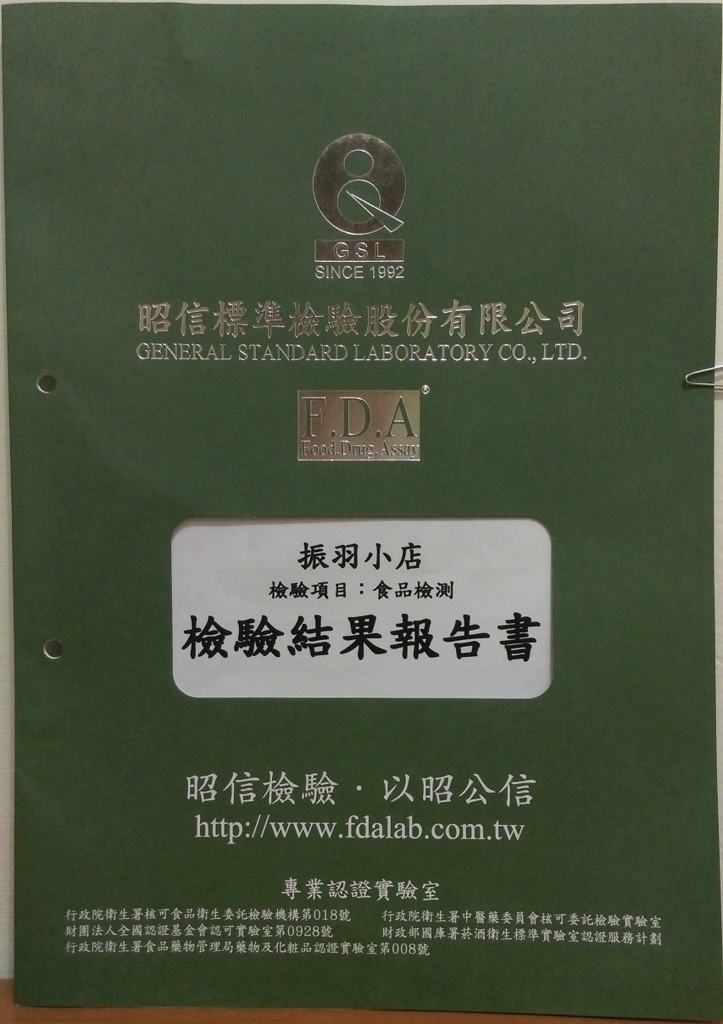 GSL
SINCE 1992
昭信標準檢驗股份有限公司
GENERAL STANDARD LABORATORY CO., LTD.
F.D.A®
Food.Drug.Assay
振羽小店
檢驗項目：食品檢測
檢驗結果報告書
昭信檢驗・以昭公信
http://www.fdalab.com.tw
專業認證實驗室
行政院衛生署核可食品衛生委託檢驗機構第018號 行政院衛生署中醫藥委員會核可委託檢驗實驗室
財團法人全國認證基金會認可實驗室第0928號 財政部國庫署菸酒衛生標準實驗室認證服務計劃
行政院衛生署食品藥物管理局藥物及化粧品認證實驗室第008號